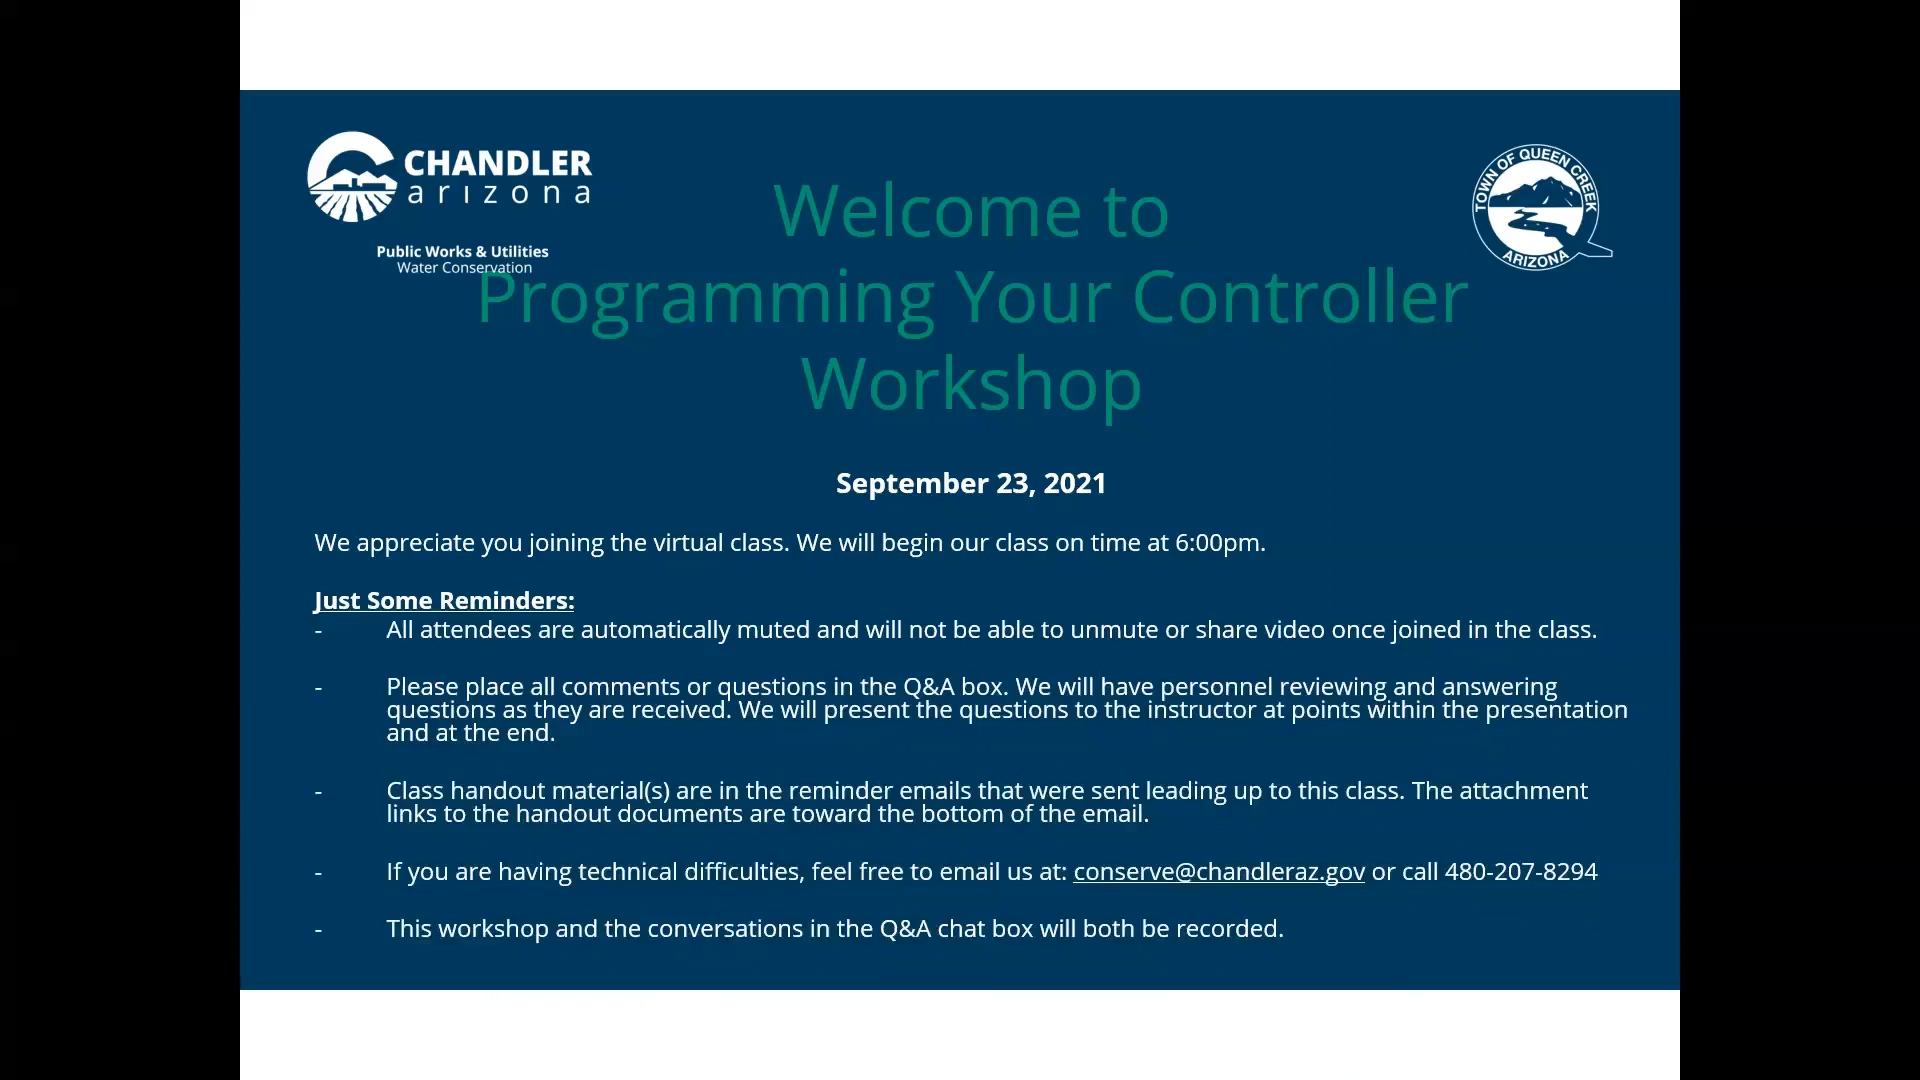 CHANDLER
arizona
Public Works & Utilities
Water Conservation
TOWN OF QUEEN CREEK
ARIZONA
Welcome to
Programming Your Controller
Workshop
September 23, 2021
We appreciate you joining the virtual class. We will begin our class on time at 6:00pm.
Just Some Reminders:
- All attendees are automatically muted and will not be able to unmute or share video once joined in the class.
- Please place all comments or questions in the Q&A box. We will have personnel reviewing and answering
questions as they are received. We will present the questions to the instructor at points within the presentation
and at the end.
- Class handout material(s) are in the reminder emails that were sent leading up to this class. The attachment
links to the handout documents are toward the bottom of the email.
- If you are having technical difficulties, feel free to email us at: conserve@chandleraz.gov or call 480-207-8294
- This workshop and the conversations in the Q&A chat box will both be recorded.